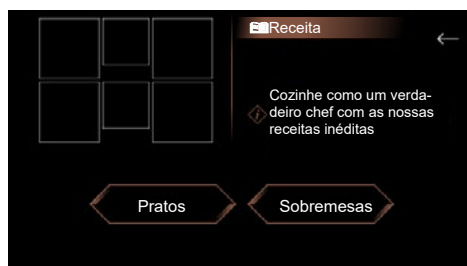 Receita
Cozinhe como um verda-
deiro chef com as nossas
receitas inéditas
Pratos
Sobremesas